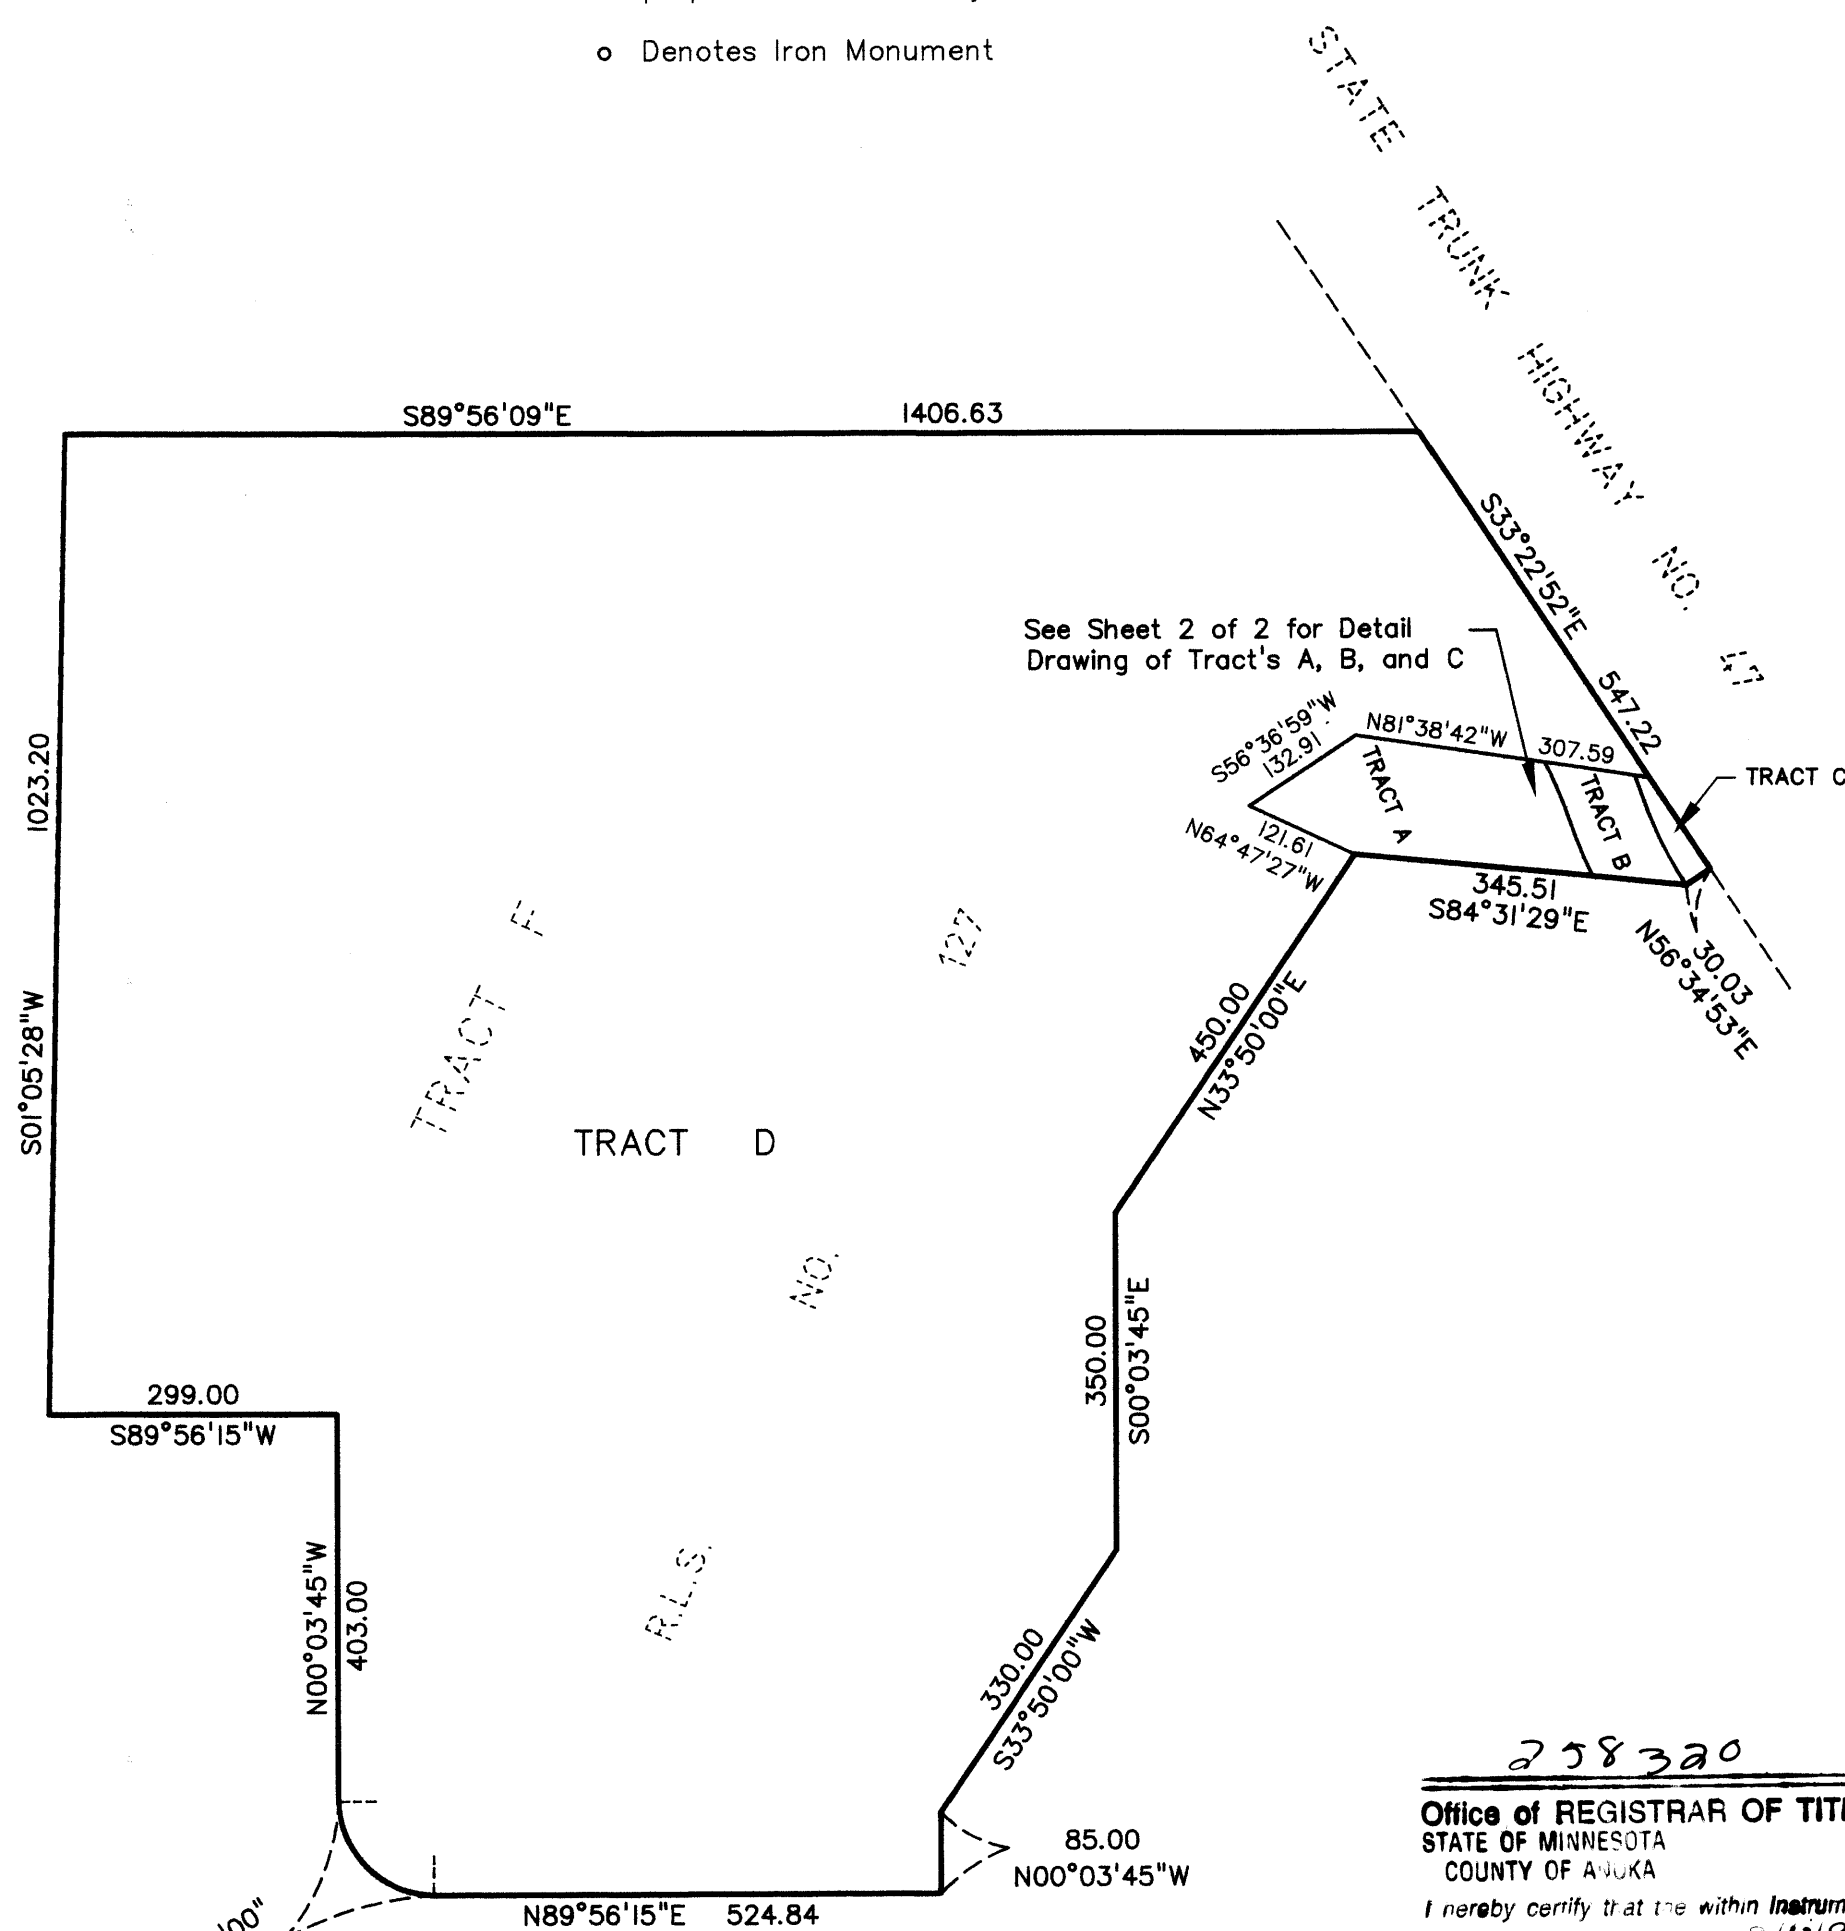 o Denotes Iron Monument
STATE TRUNK HIGHWAY NO. 47
S89°56'09"E 1406.63
S33°22'52"E 547.22
See Sheet 2 of 2 for Detail
Drawing of Tract's A, B, and C
S56°36'59"W
132.91
N81°38'42"W 307.59
TRACT A
TRACT B
TRACT C
121.61
N64°47'27"W
345.51
S84°31'29"E
30.03
N56°34'53"E
1023.20
S01°05'28"W
TRACT F
127
450.00
N33°50'00"E
TRACT D
NO.
350.00
S00°03'45"E
299.00
S89°56'15"W
R.L.S.
N00°03'45"W
403.00
330.00
S33°50'00"W
85.00
N00°03'45"W
'00"
N89°56'15"E 524.84
258320
Office of REGISTRAR OF TITL
STATE OF MINNESOTA
COUNTY OF ANOKA
I hereby certify that the within Instrum